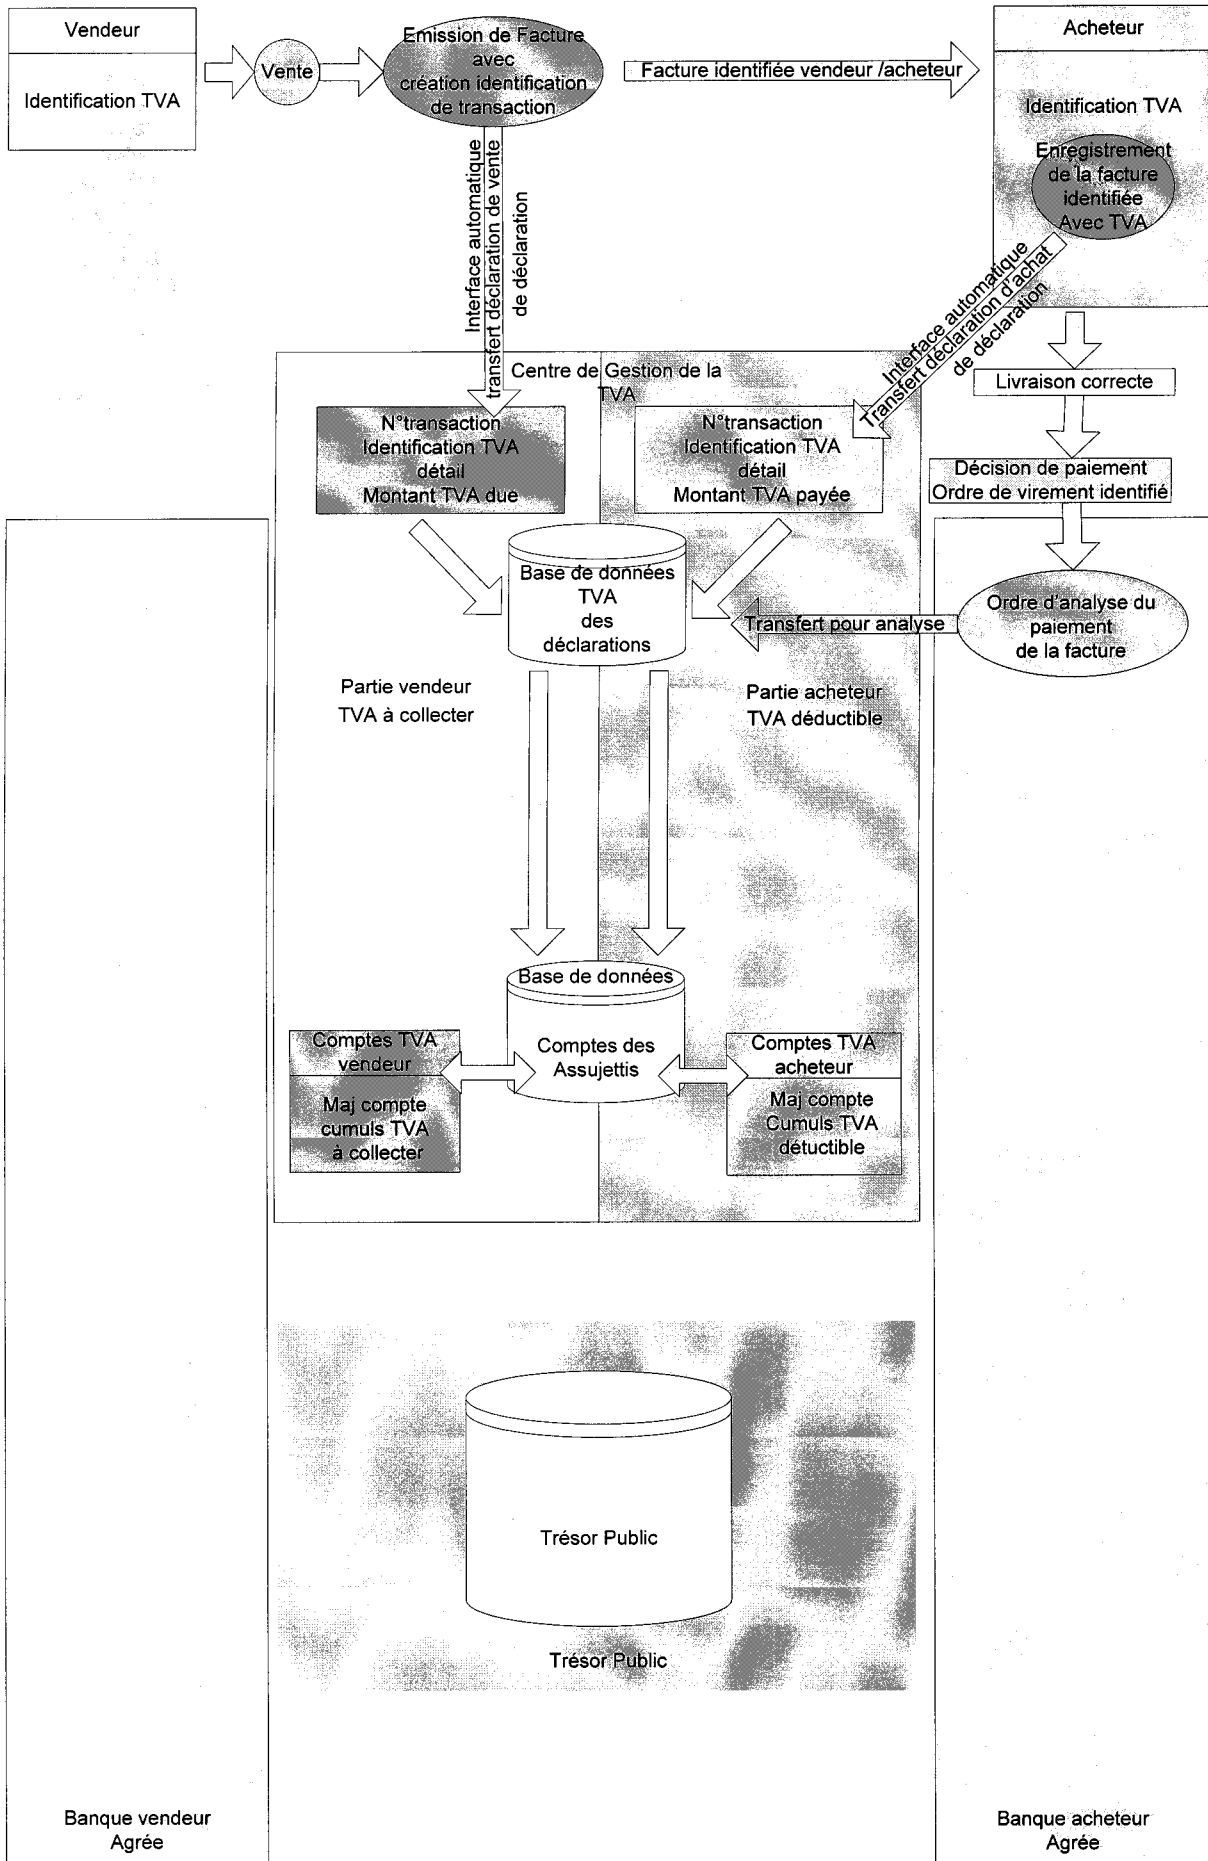 Vendeur
Identification TVA
Vente
Emission de Facture
avec
création identification
de transaction
Facture identifiée vendeur /acheteur
Acheteur
Identification TVA
Enregistrement
de la facture
identifiée
Avec TVA
Interface automatique
transfert déclaration de vente
de déclaration
Interface automatique
Transfert déclaration d'achat
de déclaration
Livraison correcte
Décision de paiement
Ordre de virement identifié
Centre de Gestion de la
TVA
N°transaction
Identification TVA
détail
Montant TVA due
N°transaction
Identification TVA
détail
Montant TVA payée
Base de données
TVA
des
déclarations
Transfert pour analyse
Ordre d'analyse du
paiement
de la facture
Partie vendeur
TVA à collecter
Partie acheteur
TVA déductible
Base de données
Comptes des
Assujettis
Comptes TVA
vendeur
Maj compte
cumuls TVA
à collecter
Comptes TVA
acheteur
Maj compte
Cumuls TVA
détuctible
Trésor Public
Trésor Public
Banque vendeur
Agrée
Banque acheteur
Agrée